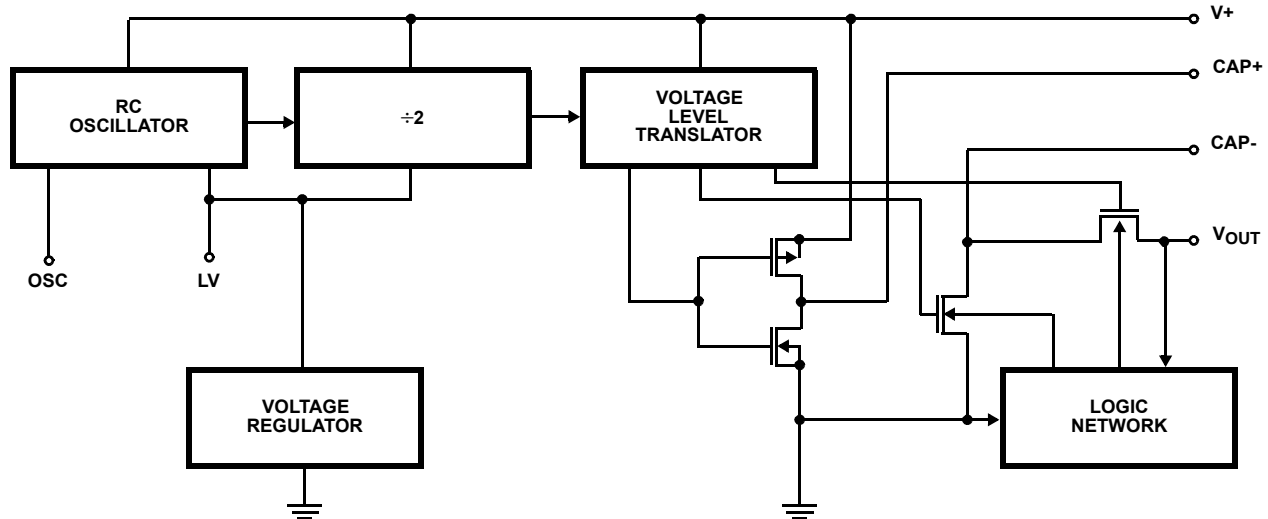 V+
CAP+
RC
OSCILLATOR
÷2
VOLTAGE
LEVEL
TRANSLATOR
CAP-
VOUT
OSC
LV
VOLTAGE
REGULATOR
LOGIC
NETWORK